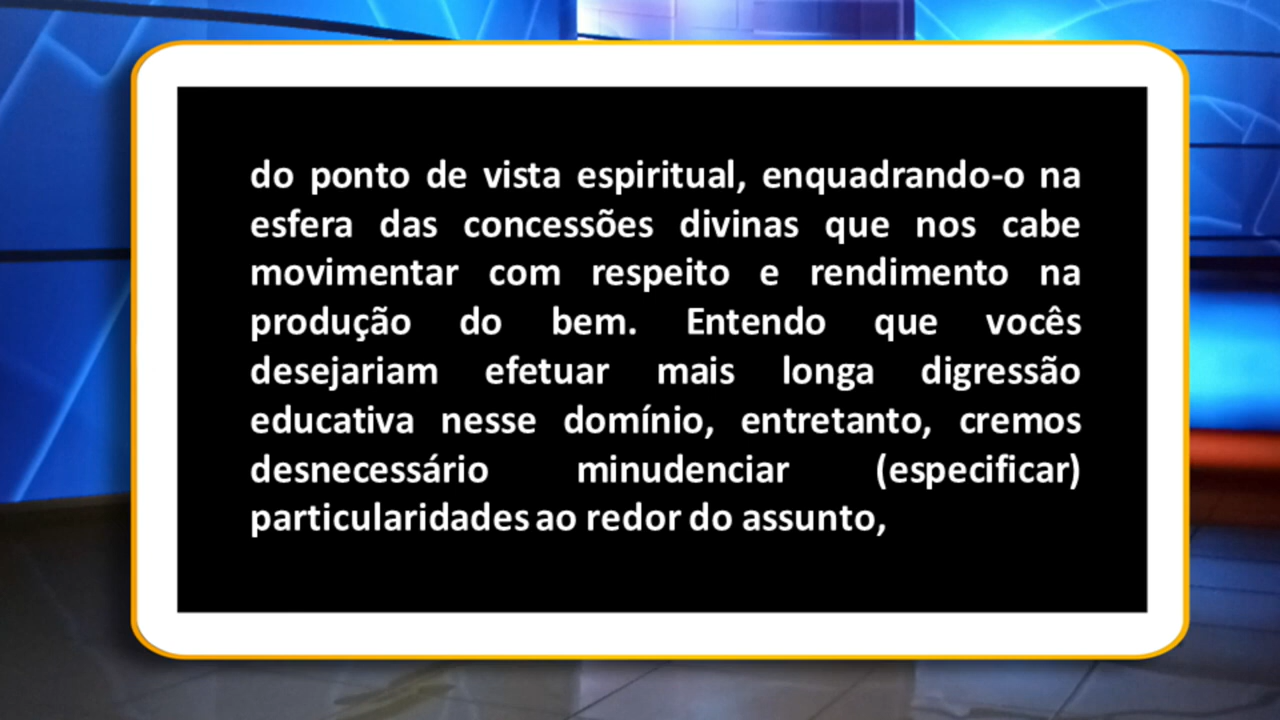 do ponto de vista espiritual, enquadrando-o na
esfera das concessões divinas que nos cabe
movimentar com respeito e rendimento na
produção do bem. Entendo que vocês
desejariam efetuar mais longa digressão
educativa nesse domínio, entretanto, cremos
desnecessário minudenciar (especificar)
particularidades ao redor do assunto,